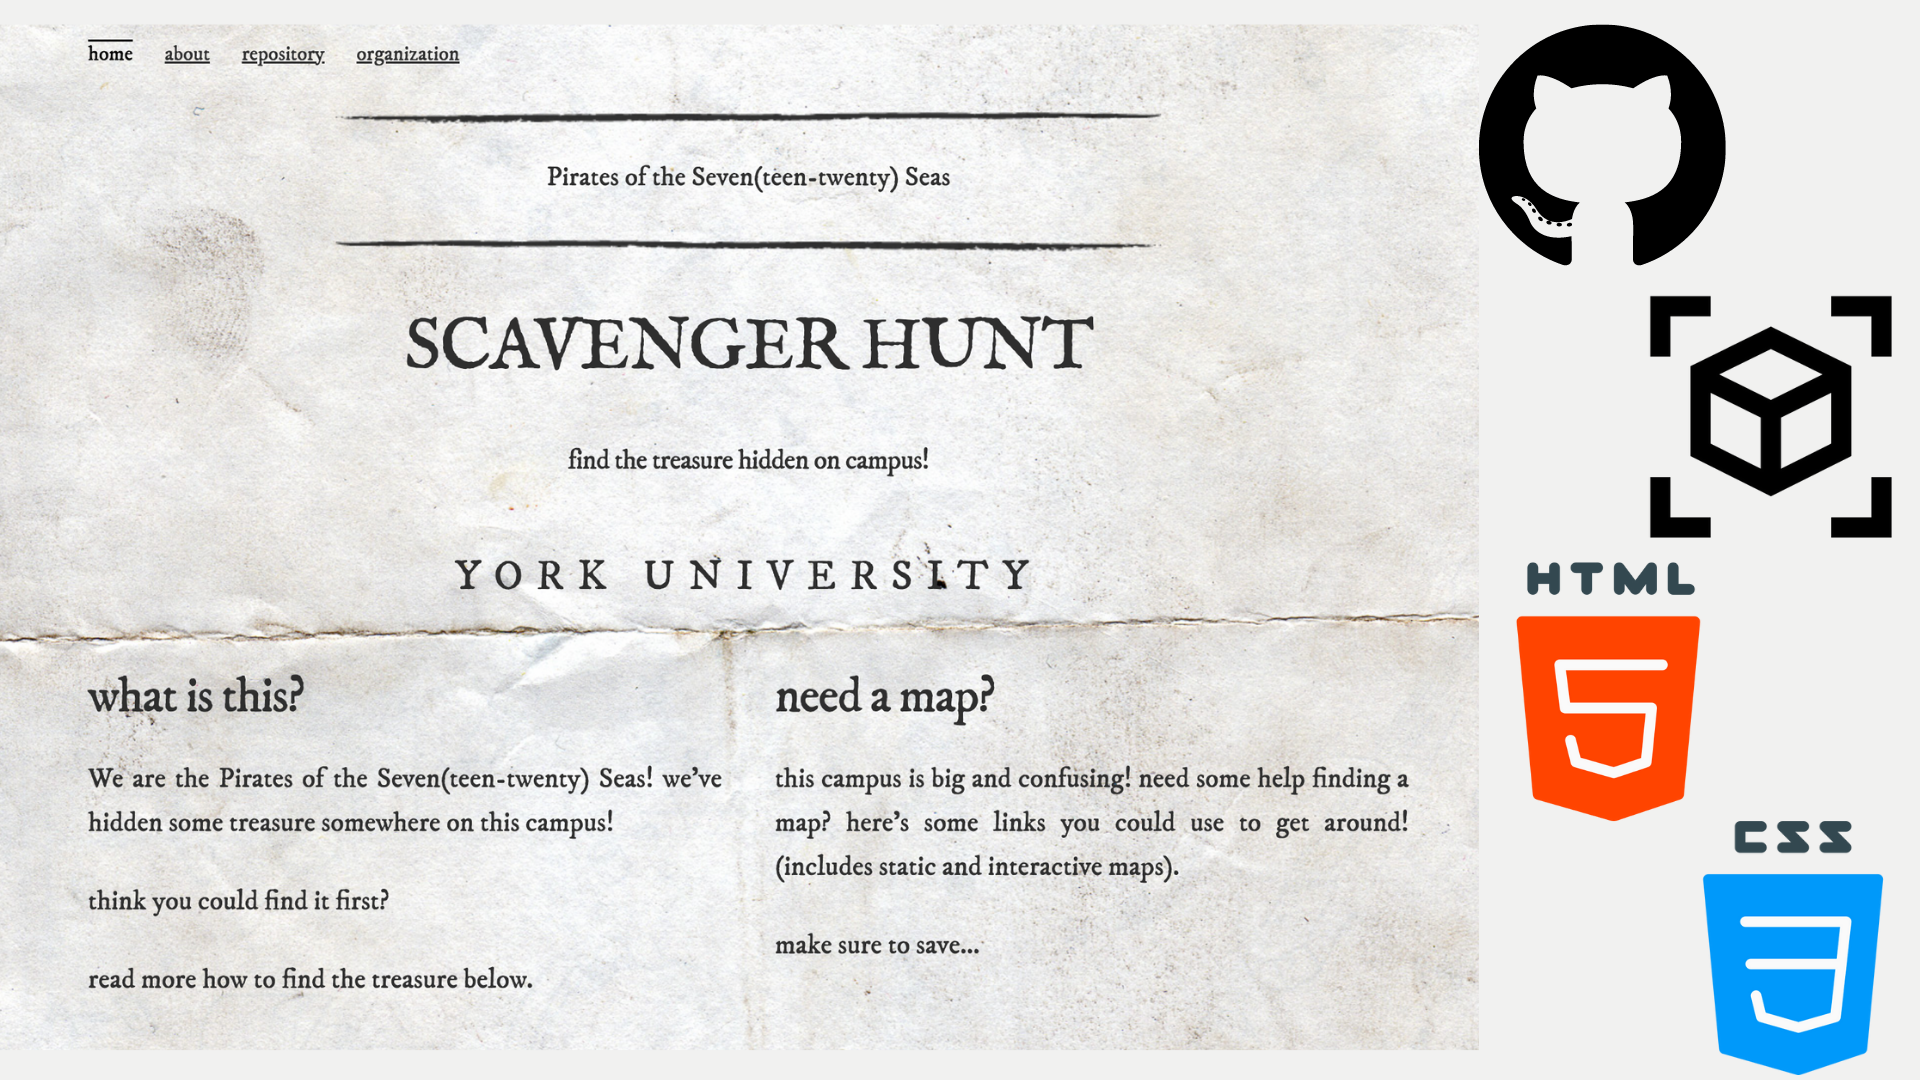 home about repository organization
Pirates of the Seven(teen-twenty) Seas
SCAVENGER HUNT
find the treasure hidden on campus!
YORK UNIVERSITY
what is this?
We are the Pirates of the Seven(teen-twenty) Seas! we've
hidden some treasure somewhere on this campus!
think you could find it first?
read more how to find the treasure below.
need a map?
this campus is big and confusing! need some help finding a
map? here's some links you could use to get around!
(includes static and interactive maps).
make sure to save...
HTML
5
CSS
3